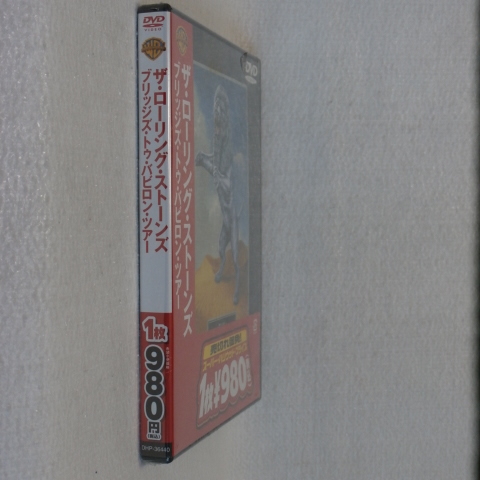 DVD
VIDEO
ザ・ローリング・ストーンズ
ブリッジズ・トゥ・バビロン・ツアー
1枚
980円
DVD
ザ・ローリング・ストーンズ
ブリッジズ・トゥ・バビロン・ツアー
1枚¥980